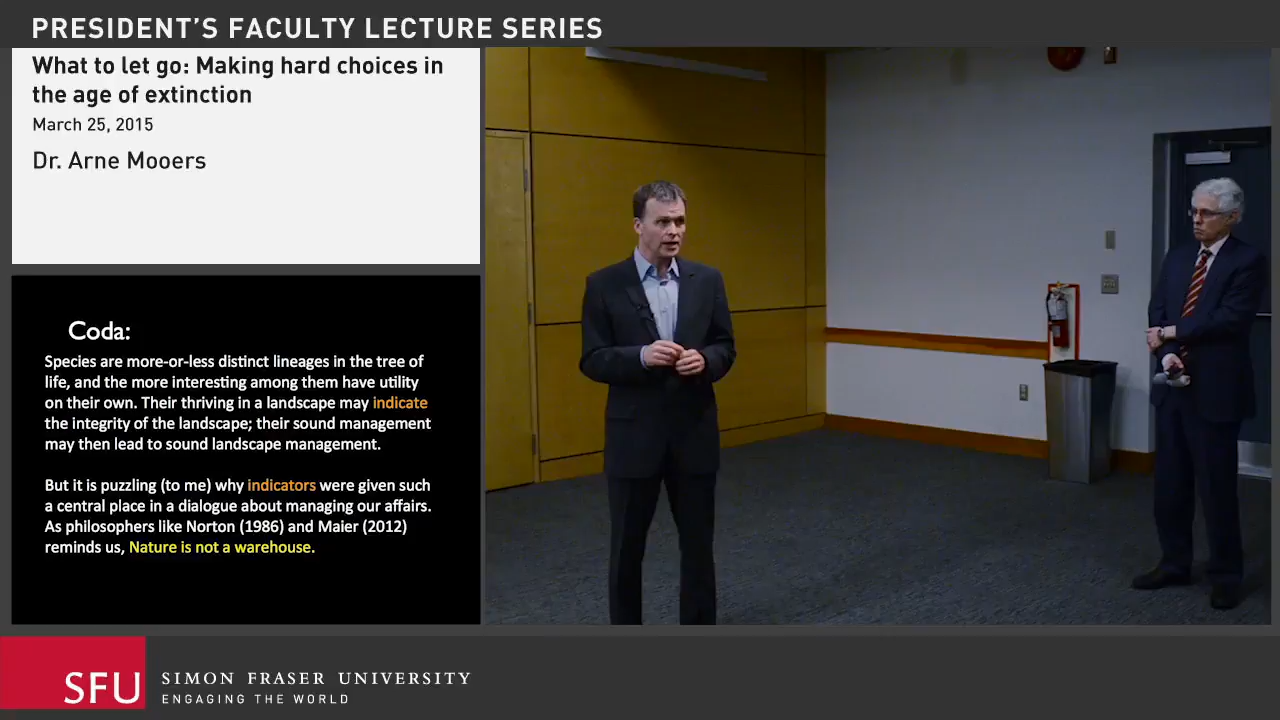 PRESIDENT'S FACULTY LECTURE SERIES
What to let go: Making hard choices in
the age of extinction
March 25, 2015
Dr. Arne Mooers
Coda:
Species are more-or-less distinct lineages in the tree of
life, and the more interesting among them have utility
on their own. Their thriving in a landscape may indicate
the integrity of the landscape; their sound management
may then lead to sound landscape management.
But it is puzzling (to me) why indicators were given such
a central place in a dialogue about managing our affairs.
As philosophers like Norton (1986) and Maier (2012)
reminds us, Nature is not a warehouse.
SFU
SIMON FRASER UNIVERSITY
ENGAGING THE WORLD